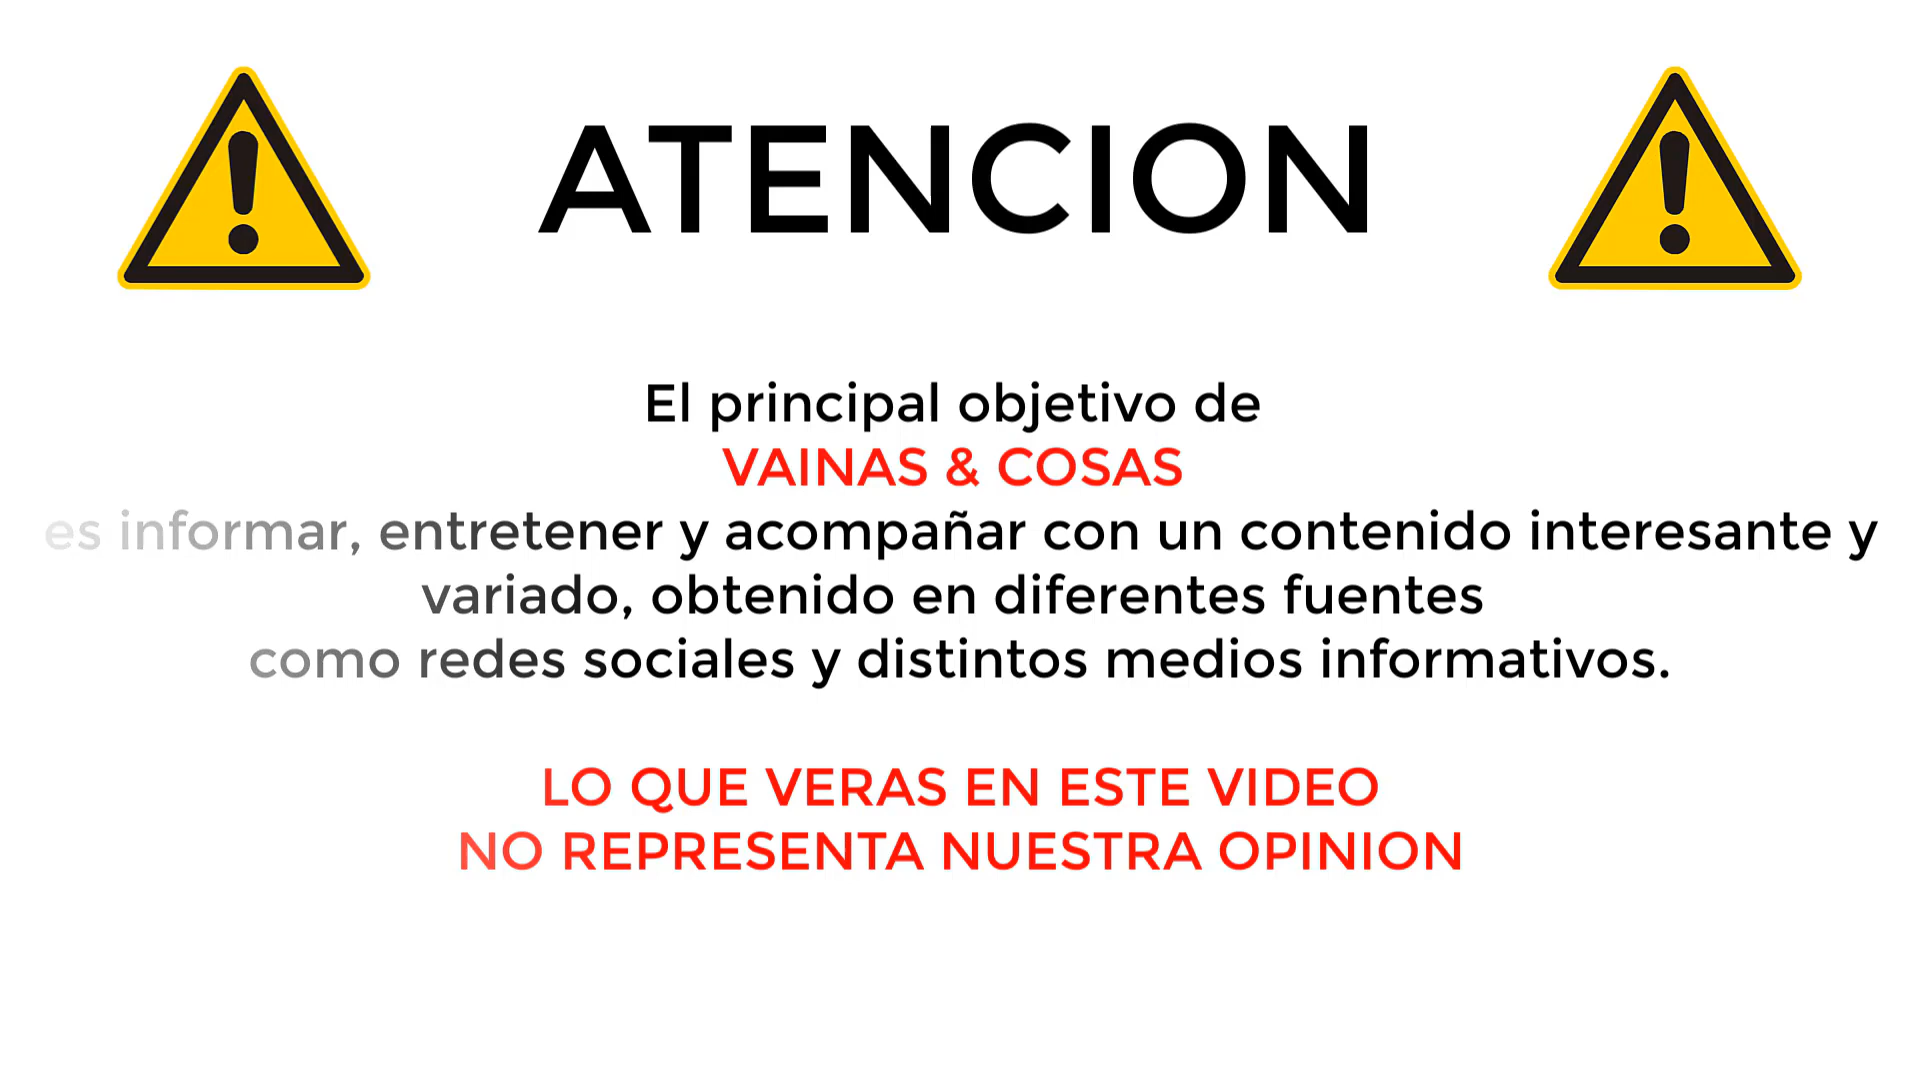 ATENCION
El principal objetivo de
VAINAS & COSAS
es informar, entretener y acompañar con un contenido interesante y
variado, obtenido en diferentes fuentes
como redes sociales y distintos medios informativos.
LO QUE VERAS EN ESTE VIDEO
NO REPRESENTA NUESTRA OPINION